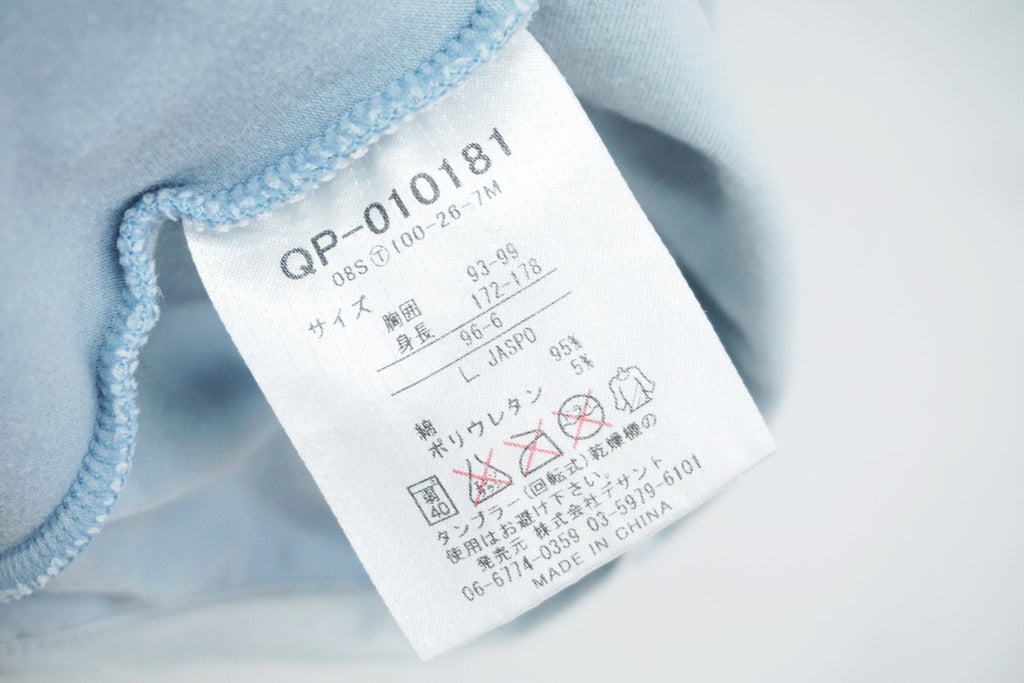 QP-010181
08S Ⓣ100-26-7M
サイズ 胸囲 93-99
身長 172-178
96-6
L JASPO
綿 95%
ポリウレタン 5%
弱 40
タンブラー(回転式)乾燥機の
使用はお避け下さい。
発売元 株式会社デサント
06-6774-0359 03-5979-6101
MADE IN CHINA